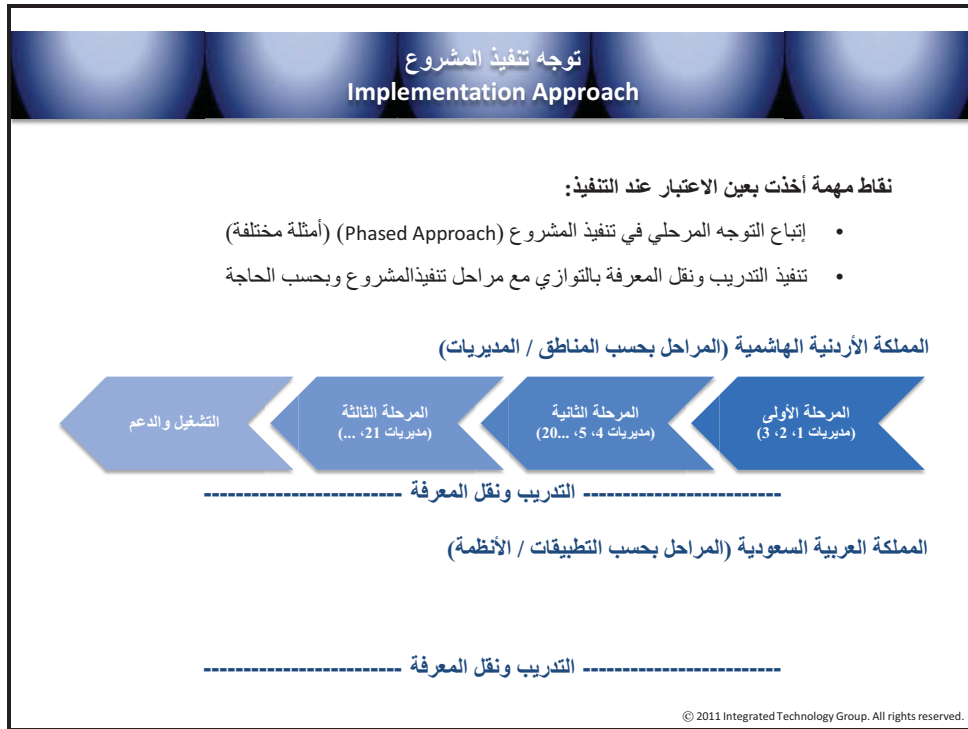 توجه تنفيذ المشروع
Implementation Approach
نقاط مهمة أخذت بعين الاعتبار عند التنفيذ:
• إتباع التوجه المرحلي في تنفيذ المشروع (Phased Approach) (أمثلة مختلفة)
• تنفيذ التدريب ونقل المعرفة بالتوازي مع مراحل تنفيذالمشروع وبحسب الحاجة
المملكة الأردنية الهاشمية (المراحل بحسب المناطق / المديريات)
المرحلة الأولى
(مديريات 1، 2، 3)
المرحلة الثانية
(مديريات 4، 5، ...20)
المرحلة الثالثة
(مديريات 21، ...)
التشغيل والدعم
------------------------- التدريب ونقل المعرفة -------------------------
المملكة العربية السعودية (المراحل بحسب التطبيقات / الأنظمة)
------------------------- التدريب ونقل المعرفة -------------------------
© 2011 Integrated Technology Group. All rights reserved.